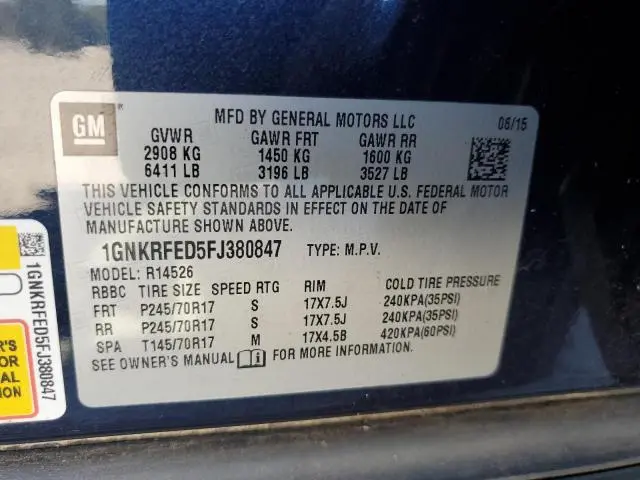 GM ®
MFD BY GENERAL MOTORS LLC 06/15
GVWR GAWR FRT GAWR RR
2908 KG 1450 KG 1600 KG
6411 LB 3196 LB 3527 LB
THIS VEHICLE CONFORMS TO ALL APPLICABLE U.S. FEDERAL MOTOR
VEHICLE SAFETY STANDARDS IN EFFECT ON THE DATE OF
MANUFACTURE SHOWN ABOVE.
1GNKRFED5FJ380847 TYPE: M.P.V.
MODEL: R14526
RBBC TIRE SIZE SPEED RTG RIM COLD TIRE PRESSURE
FRT P245/70R17 S 17X7.5J 240KPA(35PSI)
RR P245/70R17 S 17X7.5J 240KPA(35PSI)
SPA T145/70R17 M 17X4.5B 420KPA(60PSI)
SEE OWNER'S MANUAL i FOR MORE INFORMATION.
1GNKRFED5FJ380847
R'S
OR
AL
TION